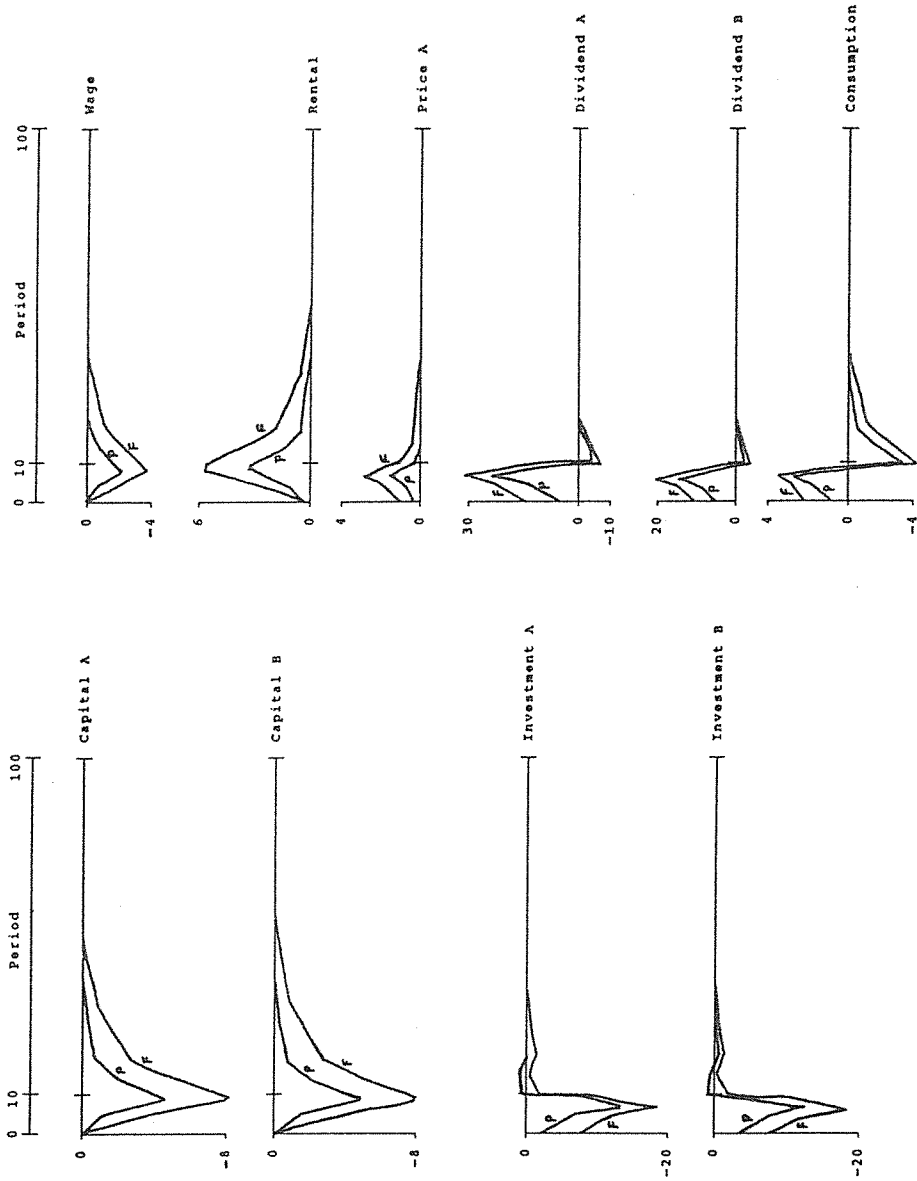 Period
0 10 100
Capital A
0
P
F
-8
Capital B
0
P
F
-8
Investment A
0
P
F
-20
Investment B
0
P
F
-20
Period
0 10 100
Wage
0
P
F
-4
Rental
6
F
P
0
Price A
4
F
P
0
Dividend A
30
F
P
0
-10
Dividend B
20
F
P
0
Consumption
4
F
P
0
-4